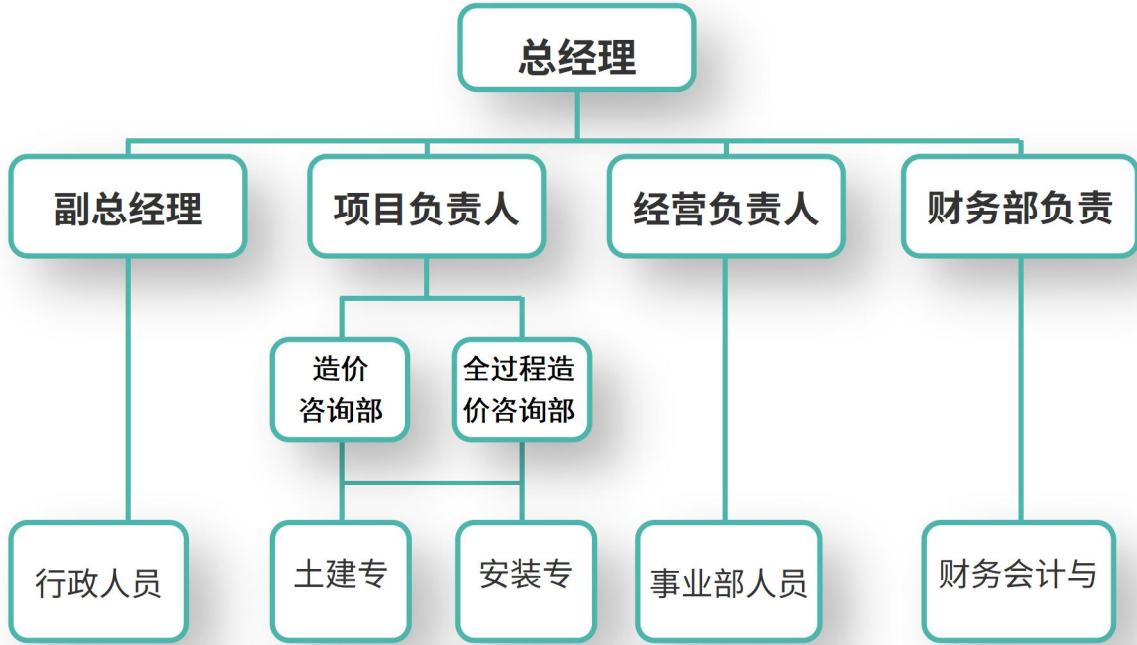 总经理
副总经理
项目负责人
经营负责人
财务部负责
造价
咨询部
全过程造
价咨询部
行政人员
土建专
安装专
事业部人员
财务会计与